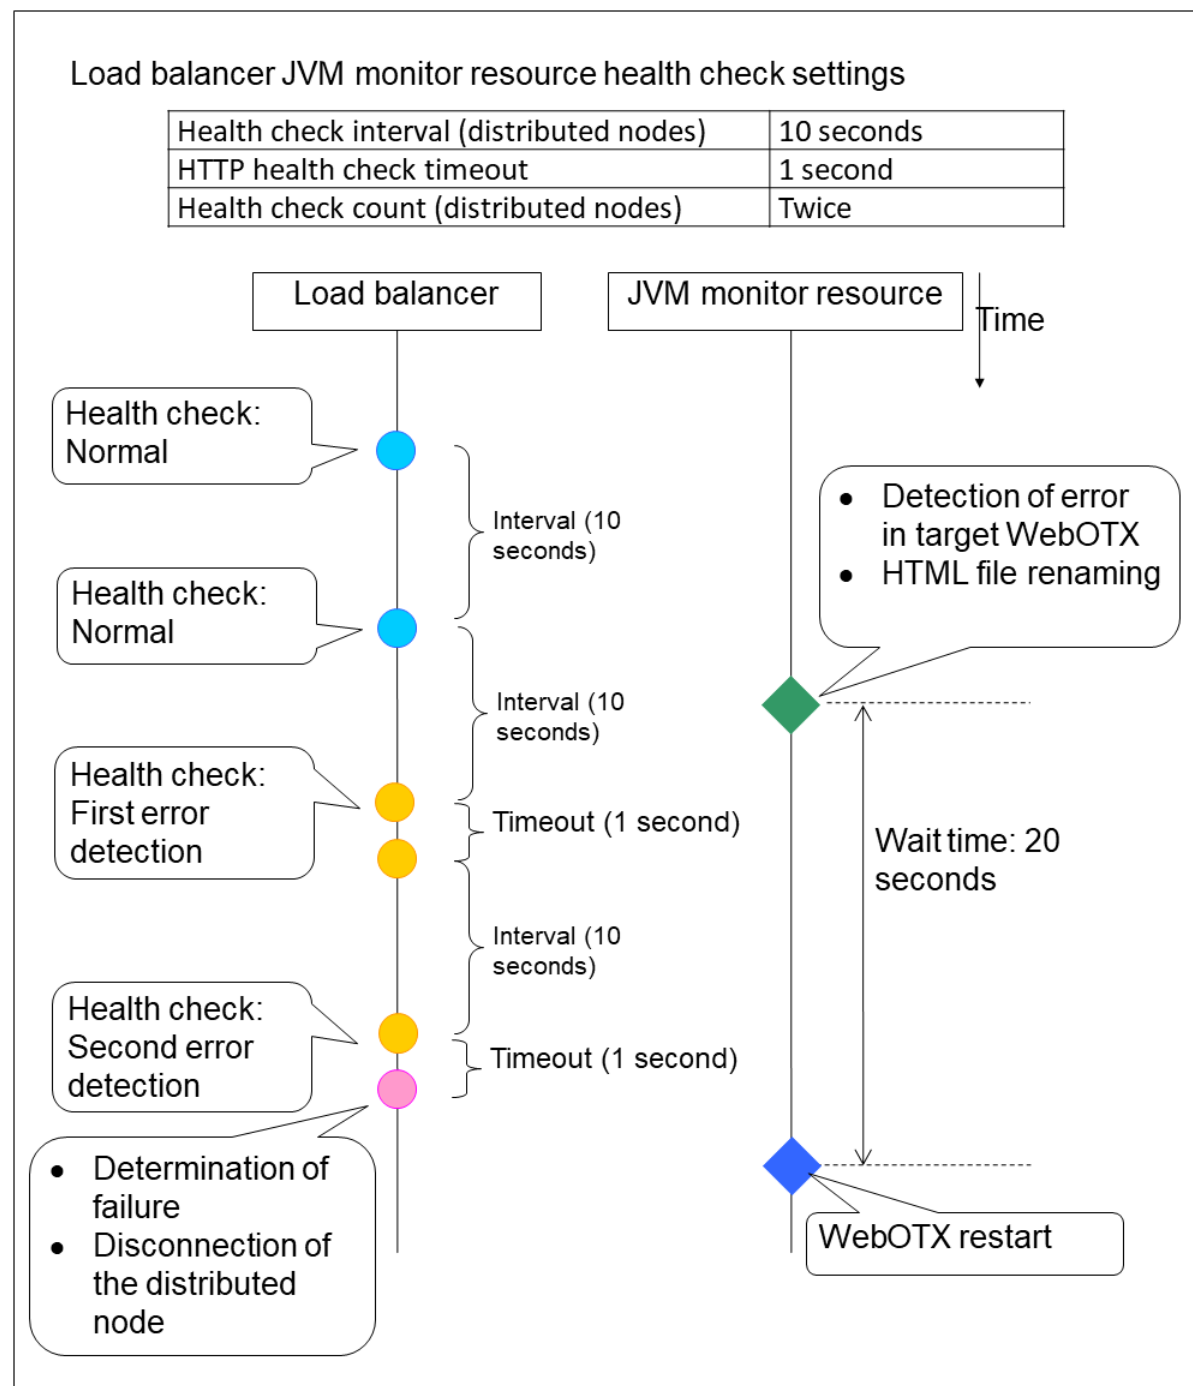 Load balancer JVM monitor resource health check settings
Health check interval (distributed nodes) 10 seconds
HTTP health check timeout 1 second
Health check count (distributed nodes) Twice
Load balancer
JVM monitor resource
Time
Health check:
Normal
Interval (10
seconds)
● Detection of error
in target WebOTX
● HTML file renaming
Health check:
Normal
Interval (10
seconds)
Health check:
First error
detection
Timeout (1 second)
Wait time: 20
seconds
Interval (10
seconds)
Health check:
Second error
detection
Timeout (1 second)
● Determination of
failure
● Disconnection of
the distributed
node
WebOTX restart